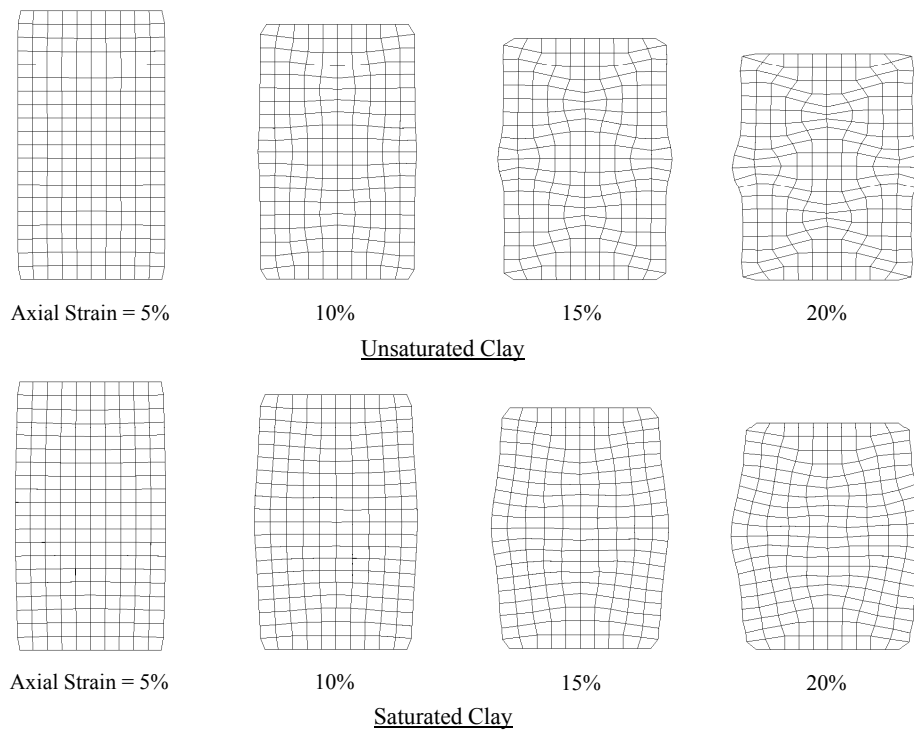 Axial Strain = 5% 10% 15% 20%
Unsaturated Clay
Axial Strain = 5% 10% 15% 20%
Saturated Clay